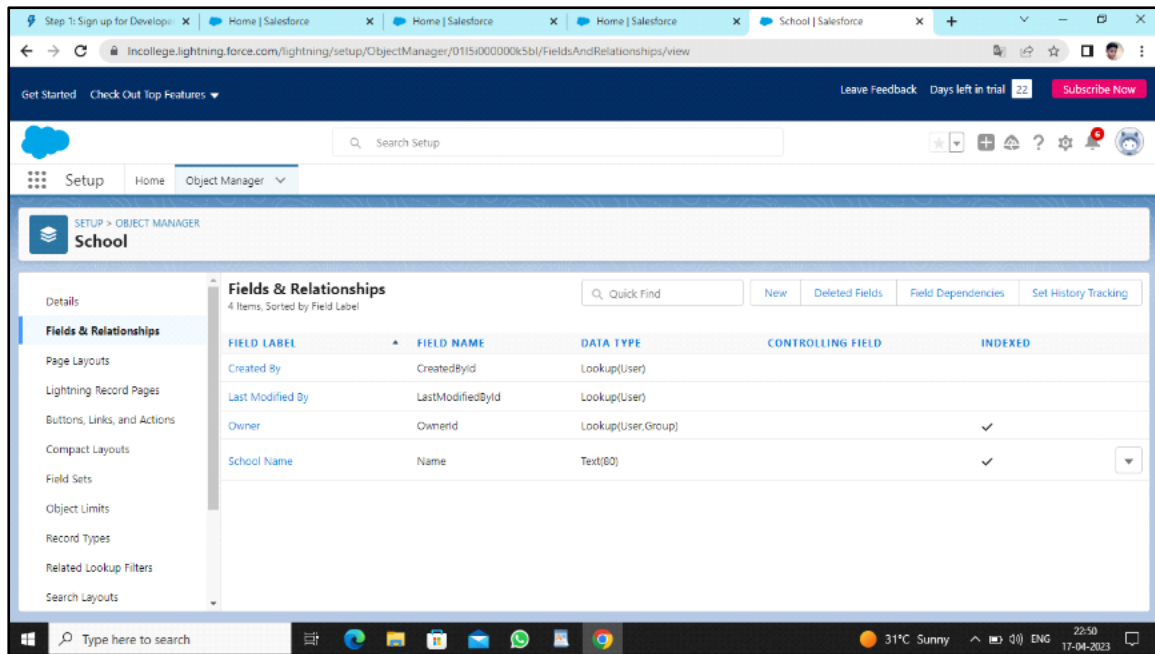 Step 1: Sign up for Develope
Home | Salesforce
Home | Salesforce
Home | Salesforce
School | Salesforce
lncollege.lightning.force.com/lightning/setup/ObjectManager/01I5i000000k5bI/FieldsAndRelationships/view
Get Started Check Out Top Features
Leave Feedback Days left in trial 22 Subscribe Now
Search Setup
6
Setup Home Object Manager
SETUP > OBJECT MANAGER
School
Details
Fields & Relationships
Page Layouts
Lightning Record Pages
Buttons, Links, and Actions
Compact Layouts
Field Sets
Object Limits
Record Types
Related Lookup Filters
Search Layouts
Fields & Relationships
4 Items, Sorted by Field Label
Quick Find New Deleted Fields Field Dependencies Set History Tracking
FIELD LABEL FIELD NAME DATA TYPE CONTROLLING FIELD INDEXED
Created By CreatedById Lookup(User)
Last Modified By LastModifiedById Lookup(User)
Owner OwnerId Lookup(User,Group)
School Name Name Text(80)
Type here to search
31°C Sunny ENG
22:50
17-04-2023